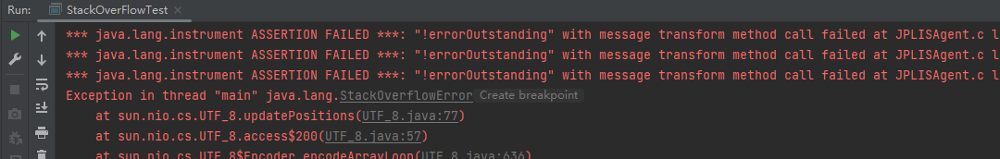 Run: StackOverFlowTest
*** java.lang.instrument ASSERTION FAILED ***: "!errorOutstanding" with message transform method call failed at JPLISAgent.c l
*** java.lang.instrument ASSERTION FAILED ***: "!errorOutstanding" with message transform method call failed at JPLISAgent.c l
*** java.lang.instrument ASSERTION FAILED ***: "!errorOutstanding" with message transform method call failed at JPLISAgent.c l
Exception in thread "main" java.lang.StackOverflowError Create breakpoint
at sun.nio.cs.UTF_8.updatePositions(UTF_8.java:77)
at sun.nio.cs.UTF_8.access$200(UTF_8.java:57)
at sun.nio.cs.UTF_8$Encoder.encodeArrayLoop(UTF_8.java:636)